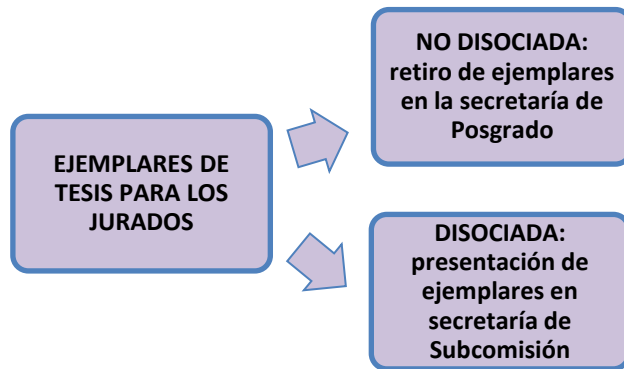 EJEMPLARES DE
TESIS PARA LOS
JURADOS
NO DISOCIADA:
retiro de ejemplares
en la secretaría de
Posgrado
DISOCIADA:
presentación de
ejemplares en
secretaría de
Subcomisión